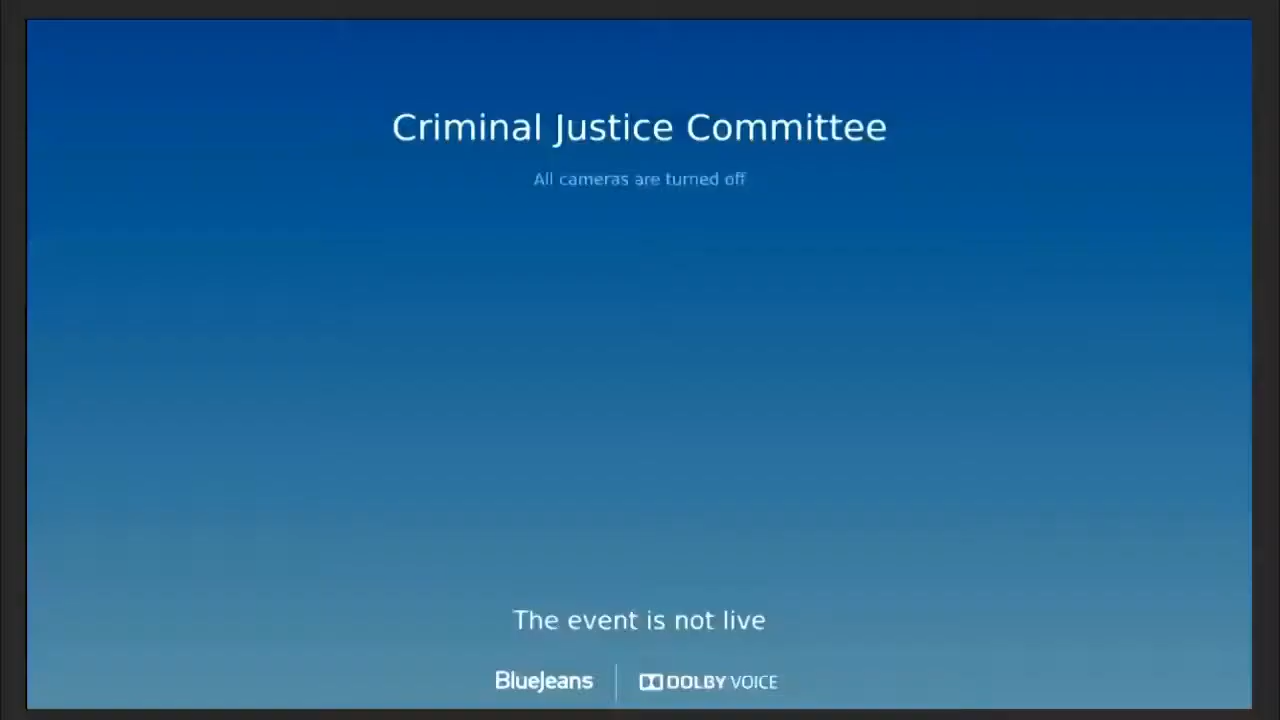 Criminal Justice Committee
All cameras are turned off
The event is not live
BlueJeans DOLBY VOICE